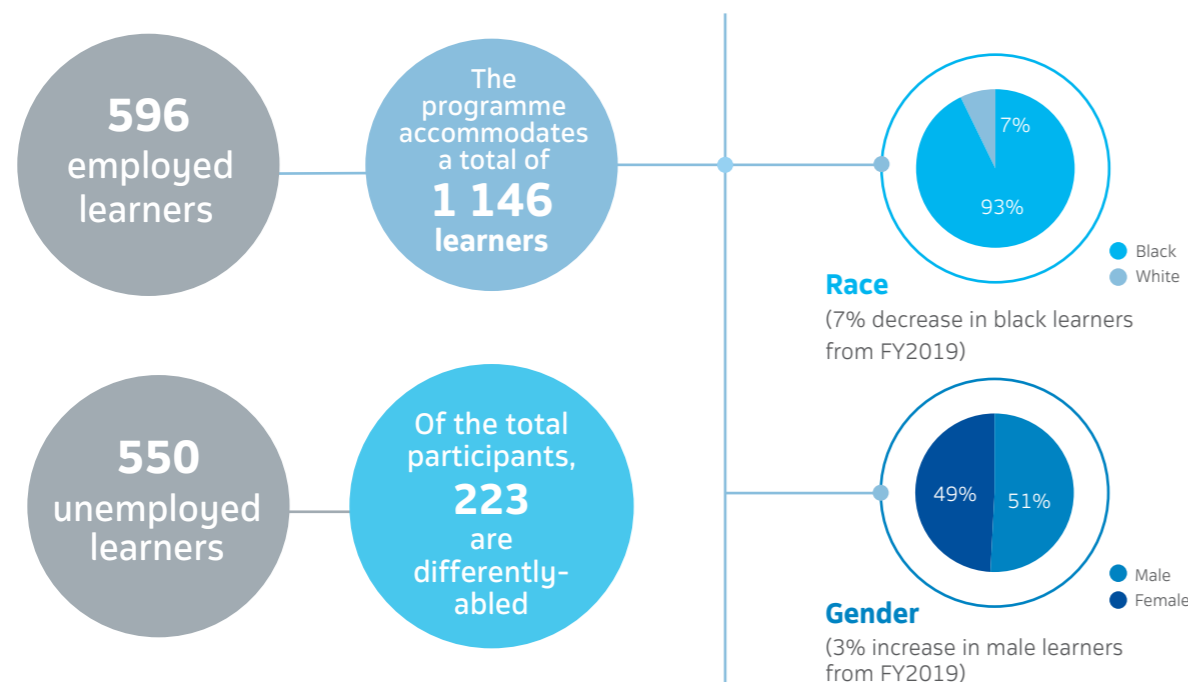 596
employed
learners
The
programme
accommodates
a total of
1 146
learners
550
unemployed
learners
Of the total
participants,
223
are
differently-
abled
7%
93%
Black
White
Race
(7% decrease in black learners
from FY2019)
49%
51%
Male
Female
Gender
(3% increase in male learners
from FY2019)